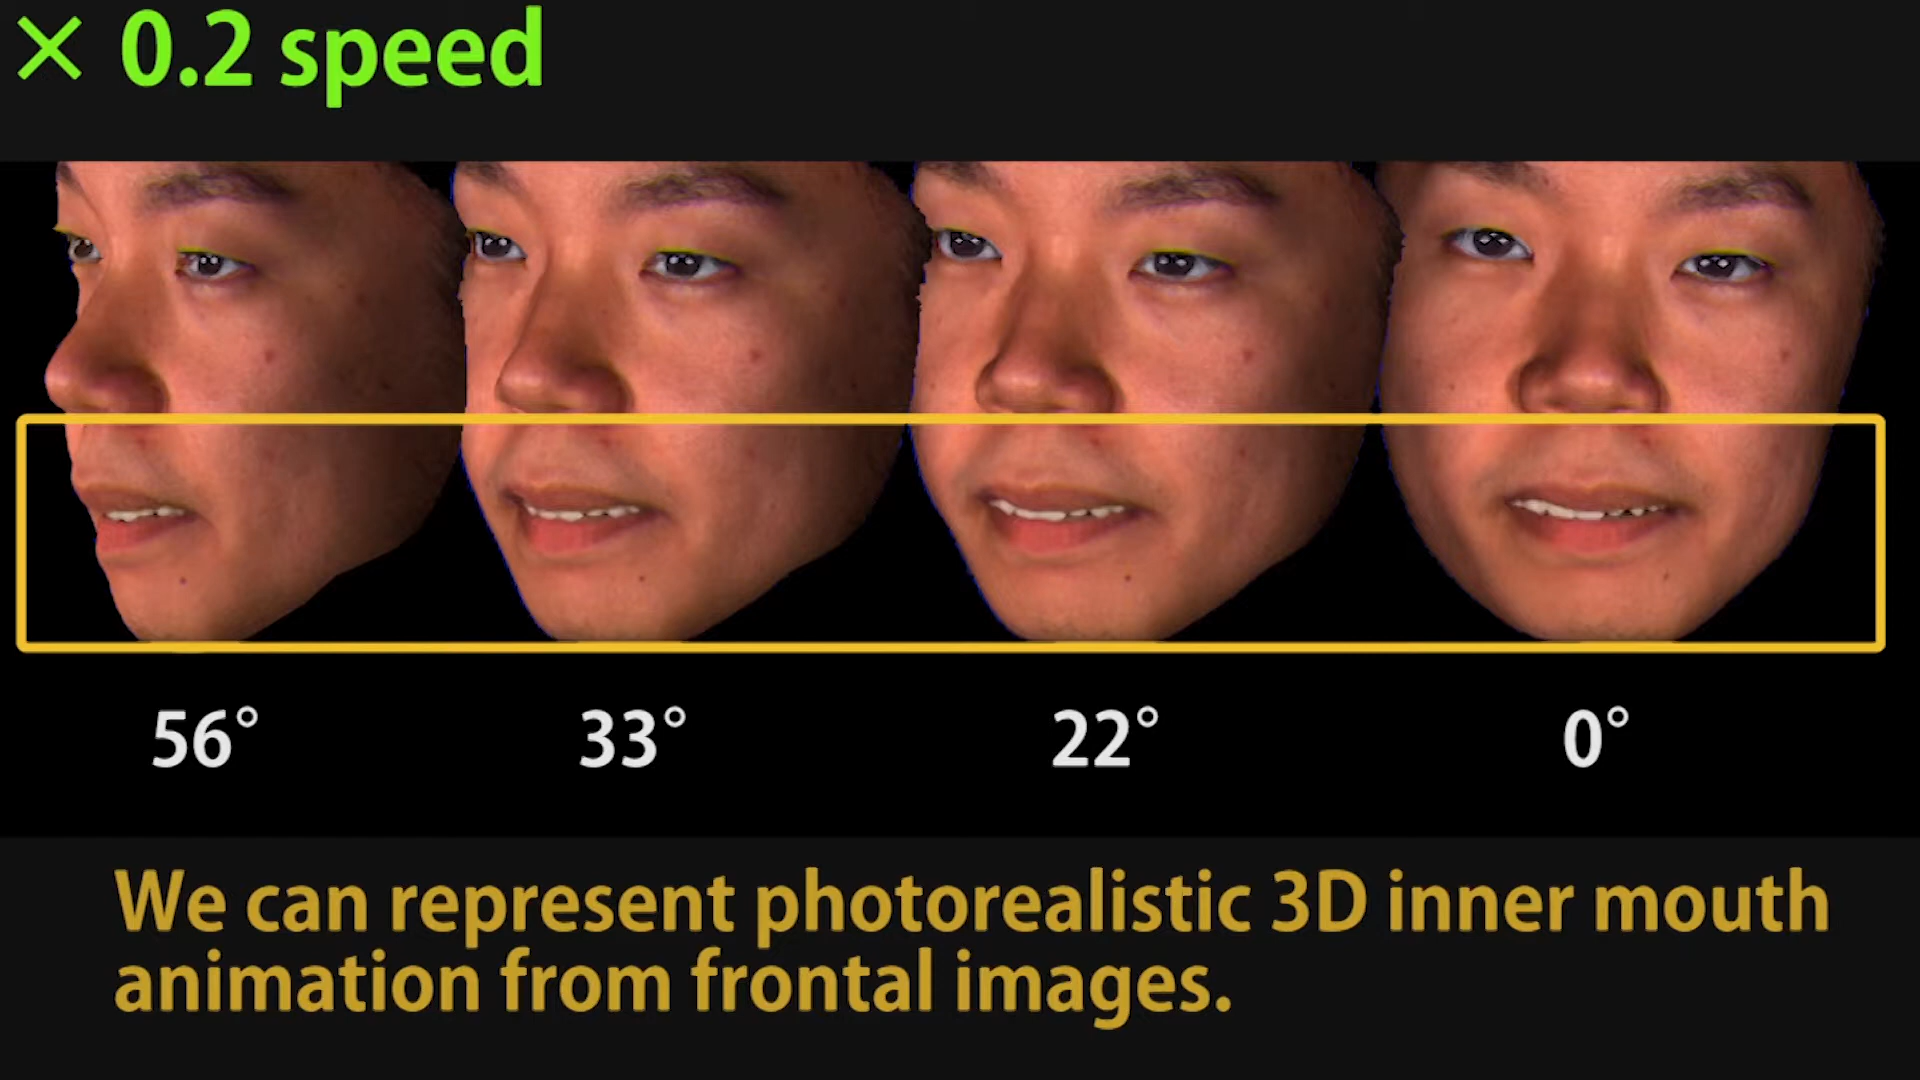 × 0.2 speed
56° 33° 22° 0°
We can represent photorealistic 3D inner mouth
animation from frontal images.